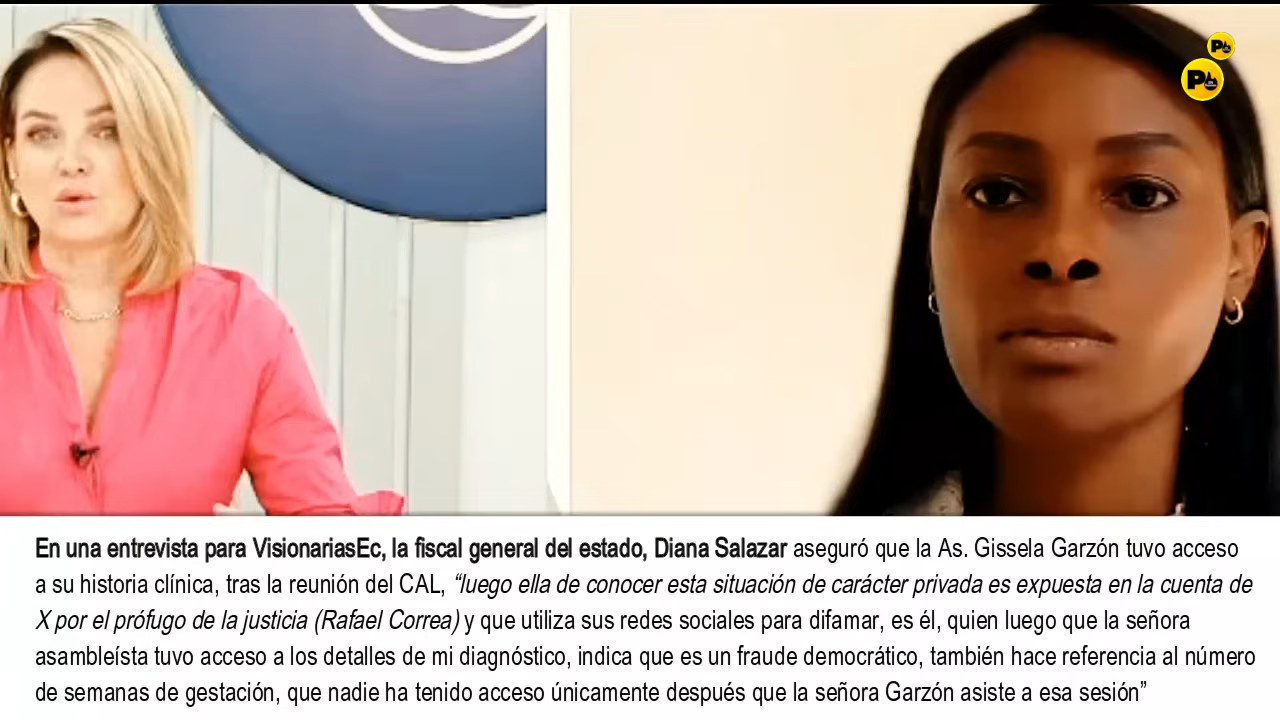 P
P
En una entrevista para VisionariasEc, la fiscal general del estado, Diana Salazar aseguró que la As. Gissela Garzón tuvo acceso
a su historia clínica, tras la reunión del CAL, “luego ella de conocer esta situación de carácter privada es expuesta en la cuenta de
X por el prófugo de la justicia (Rafael Correa) y que utiliza sus redes sociales para difamar, es él, quien luego que la señora
asambleísta tuvo acceso a los detalles de mi diagnóstico, indica que es un fraude democrático, también hace referencia al número
de semanas de gestación, que nadie ha tenido acceso únicamente después que la señora Garzón asiste a esa sesión”